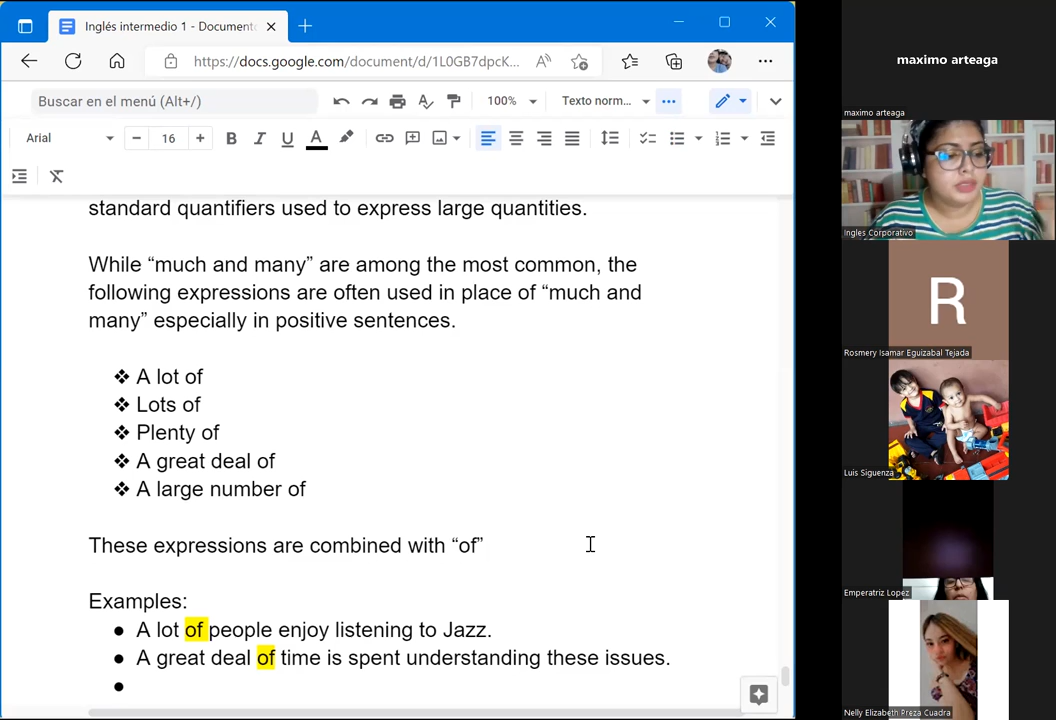 Inglés intermedio 1 - Documento
https://docs.google.com/document/d/1L0GB7dpcK...
Buscar en el menú (Alt+/)
100%
Texto norm...
Arial
16
B I U A
standard quantifiers used to express large quantities.
While “much and many” are among the most common, the
following expressions are often used in place of “much and
many” especially in positive sentences.
❖ A lot of
❖ Lots of
❖ Plenty of
❖ A great deal of
❖ A large number of
These expressions are combined with “of”
Examples:
● A lot of people enjoy listening to Jazz.
● A great deal of time is spent understanding these issues.
●
maximo arteaga
maximo arteaga
Ingles Corporativo
R
Rosmery Isamar Eguizabal Tejada
Luis Siguenza
Emperatriz Lopez
Nelly Elizabeth Preza Cuadra